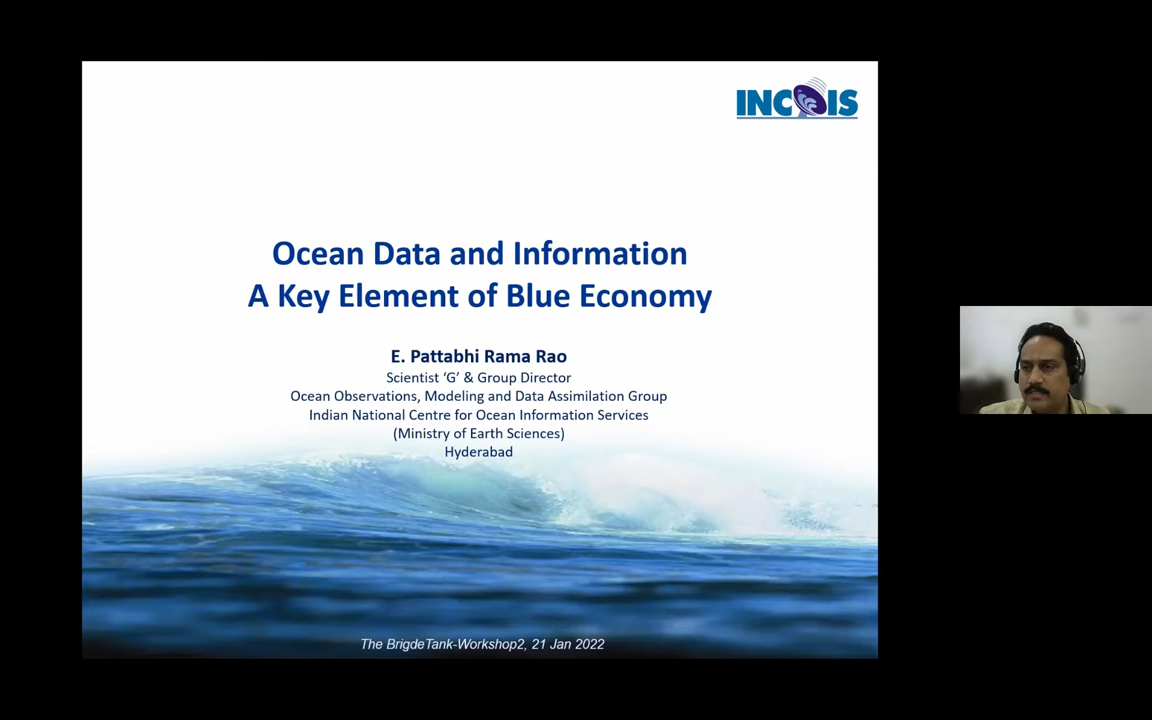 INCOIS
Ocean Data and Information
A Key Element of Blue Economy
E. Pattabhi Rama Rao
Scientist ‘G’ & Group Director
Ocean Observations, Modeling and Data Assimilation Group
Indian National Centre for Ocean Information Services
(Ministry of Earth Sciences)
Hyderabad
The BrigdeTank-Workshop2, 21 Jan 2022